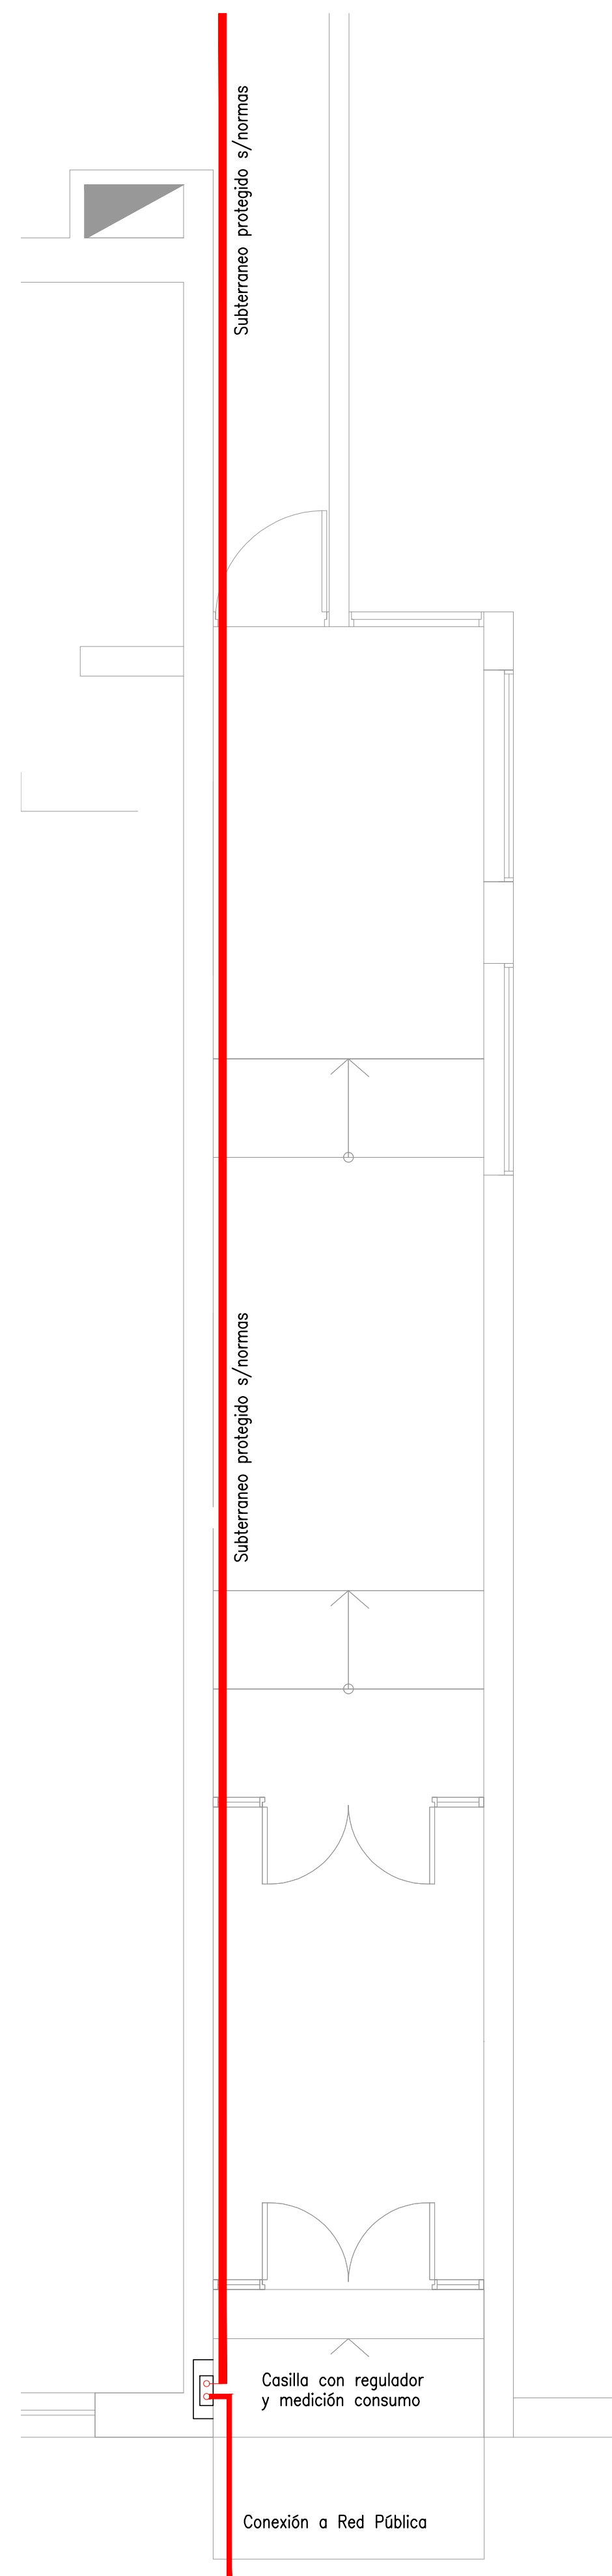 Subterraneo protegido s/normas
Subterraneo protegido s/normas
Casilla con regulador
y medición consumo
Conexión a Red Pública